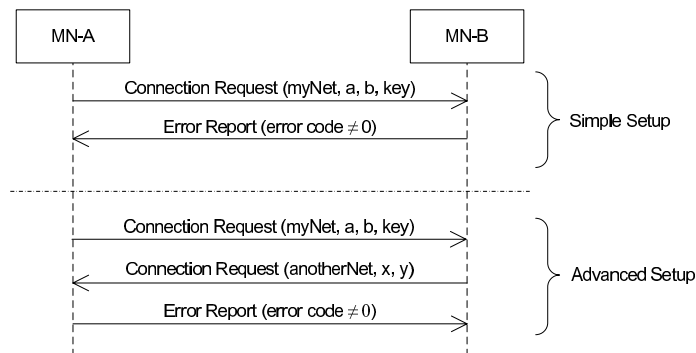 MN-A
MN-B
Connection Request (myNet, a, b, key)
Error Report (error code ≠ 0)
Simple Setup
Connection Request (myNet, a, b, key)
Connection Request (anotherNet, x, y)
Error Report (error code ≠ 0)
Advanced Setup